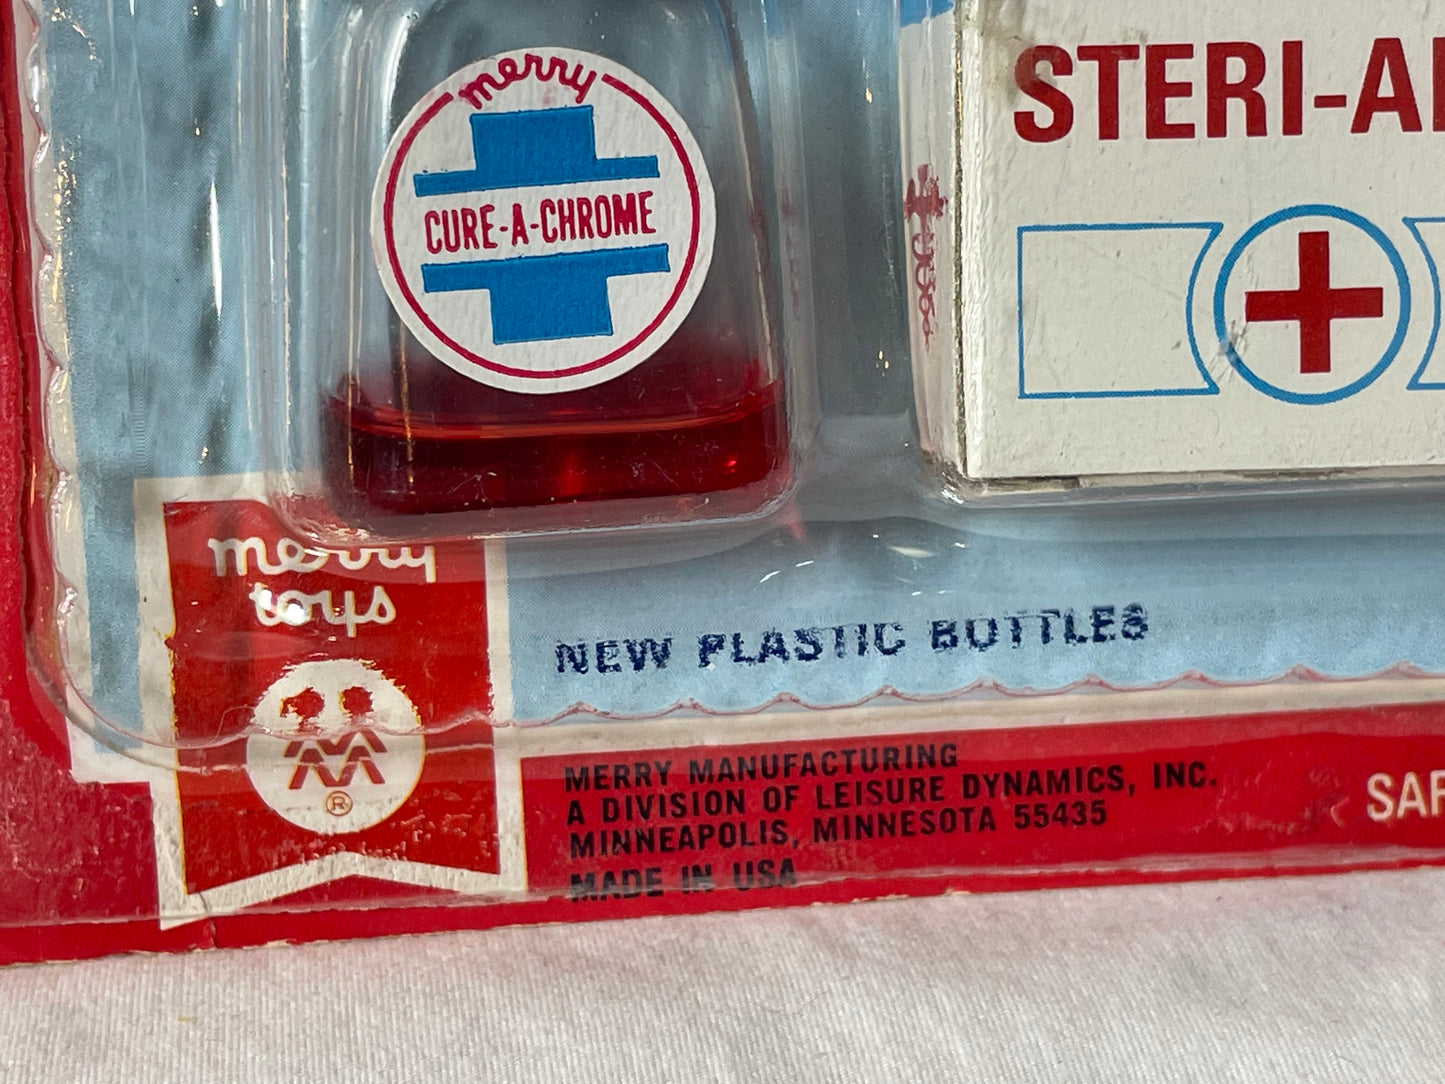 merry
CURE-A-CHROME
STERI-A
merry
toys
®
NEW PLASTIC BOTTLES
MERRY MANUFACTURING
A DIVISION OF LEISURE DYNAMICS, INC.
MINNEAPOLIS, MINNESOTA 55435
MADE IN USA
SAF